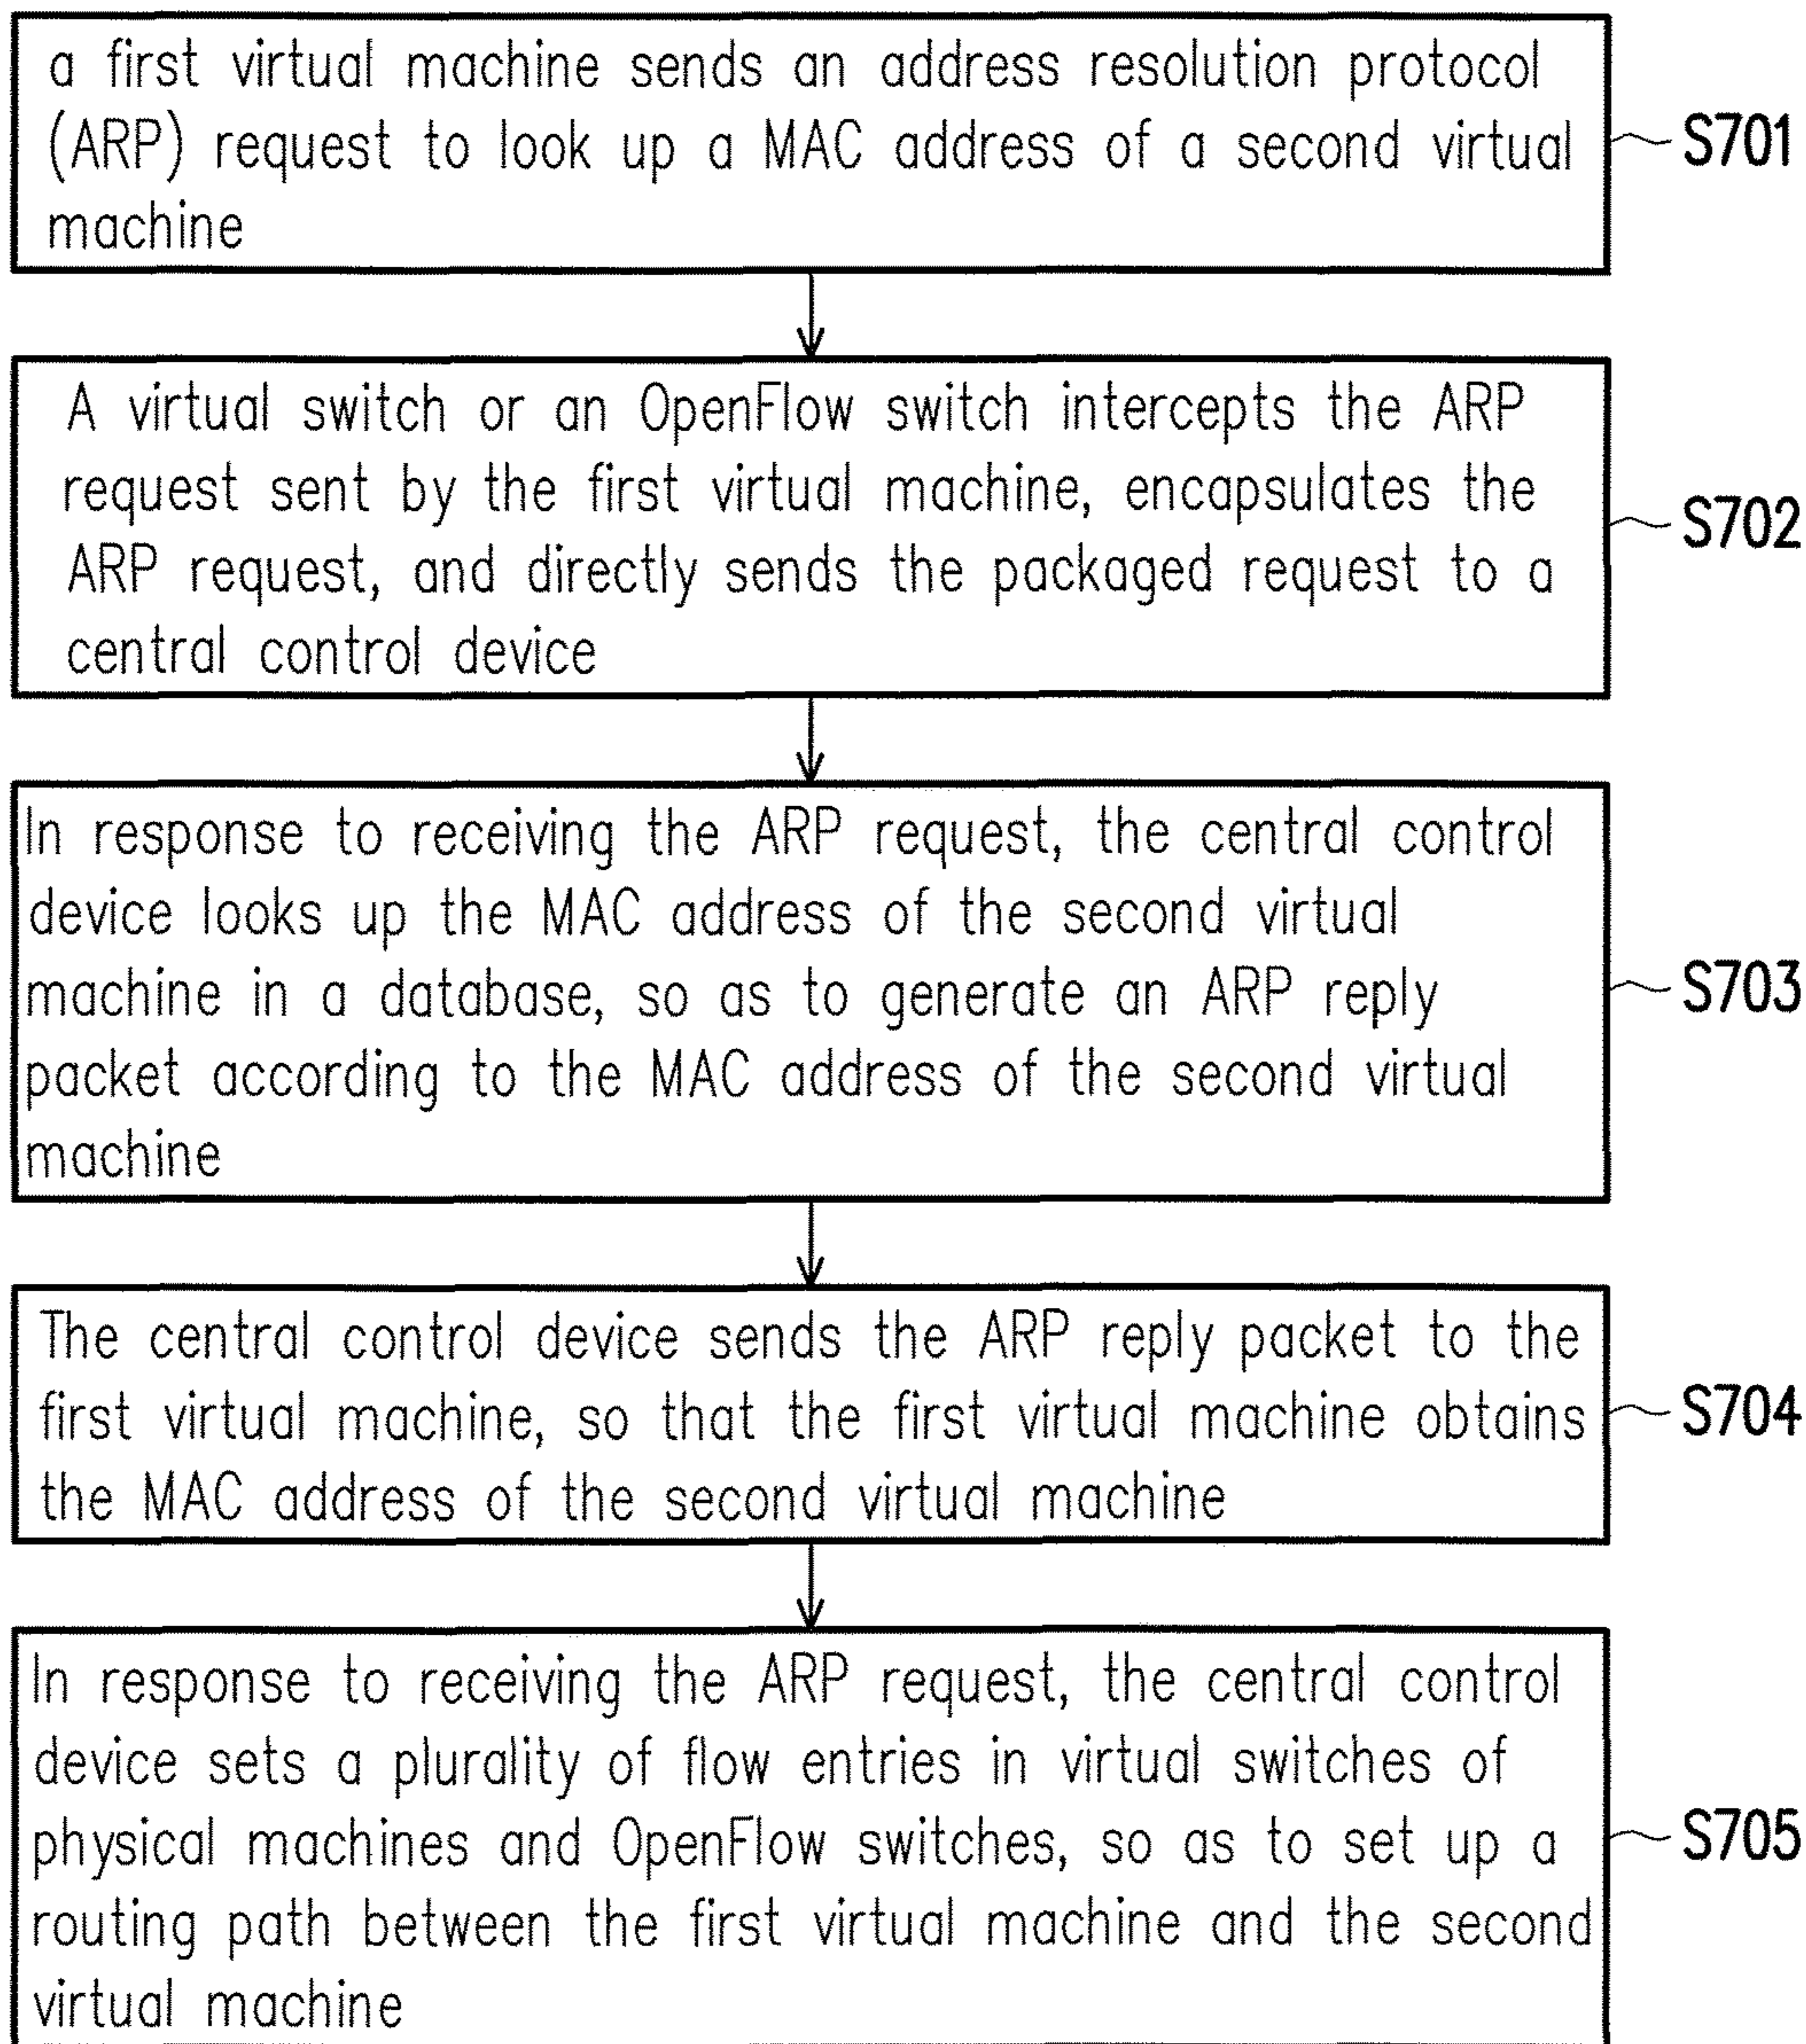 a first virtual machine sends an address resolution protocol
(ARP) request to look up a MAC address of a second virtual
machine
S701
A virtual switch or an OpenFlow switch intercepts the ARP
request sent by the first virtual machine, encapsulates the
ARP request, and directly sends the packaged request to a
central control device
S702
In response to receiving the ARP request, the central control
device looks up the MAC address of the second virtual
machine in a database, so as to generate an ARP reply
packet according to the MAC address of the second virtual
machine
S703
The central control device sends the ARP reply packet to the
first virtual machine, so that the first virtual machine obtains
the MAC address of the second virtual machine
S704
In response to receiving the ARP request, the central control
device sets a plurality of flow entries in virtual switches of
physical machines and OpenFlow switches, so as to set up a
routing path between the first virtual machine and the second
virtual machine
S705